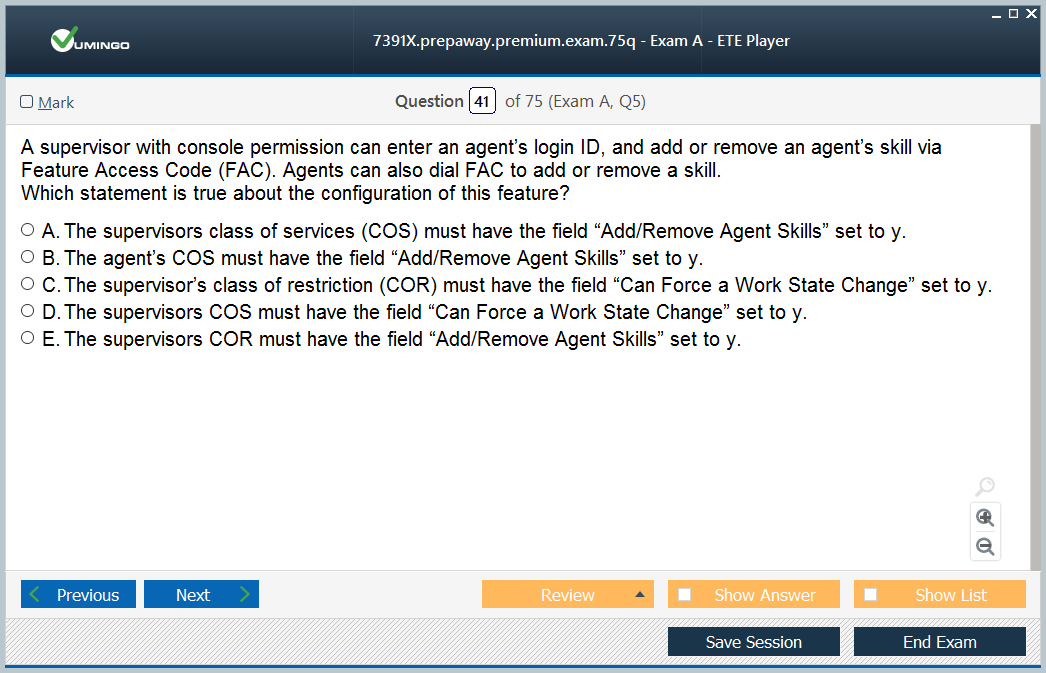 VUMINGO
7391X.prepaway.premium.exam.75q - Exam A - ETE Player
Mark
Question 41 of 75 (Exam A, Q5)
A supervisor with console permission can enter an agent’s login ID, and add or remove an agent’s skill via
Feature Access Code (FAC). Agents can also dial FAC to add or remove a skill.
Which statement is true about the configuration of this feature?
A. The supervisors class of services (COS) must have the field “Add/Remove Agent Skills” set to y.
B. The agent’s COS must have the field “Add/Remove Agent Skills” set to y.
C. The supervisor’s class of restriction (COR) must have the field “Can Force a Work State Change” set to y.
D. The supervisors COS must have the field “Can Force a Work State Change” set to y.
E. The supervisors COR must have the field “Add/Remove Agent Skills” set to y.
Previous Next Review Show Answer Show List
Save Session End Exam